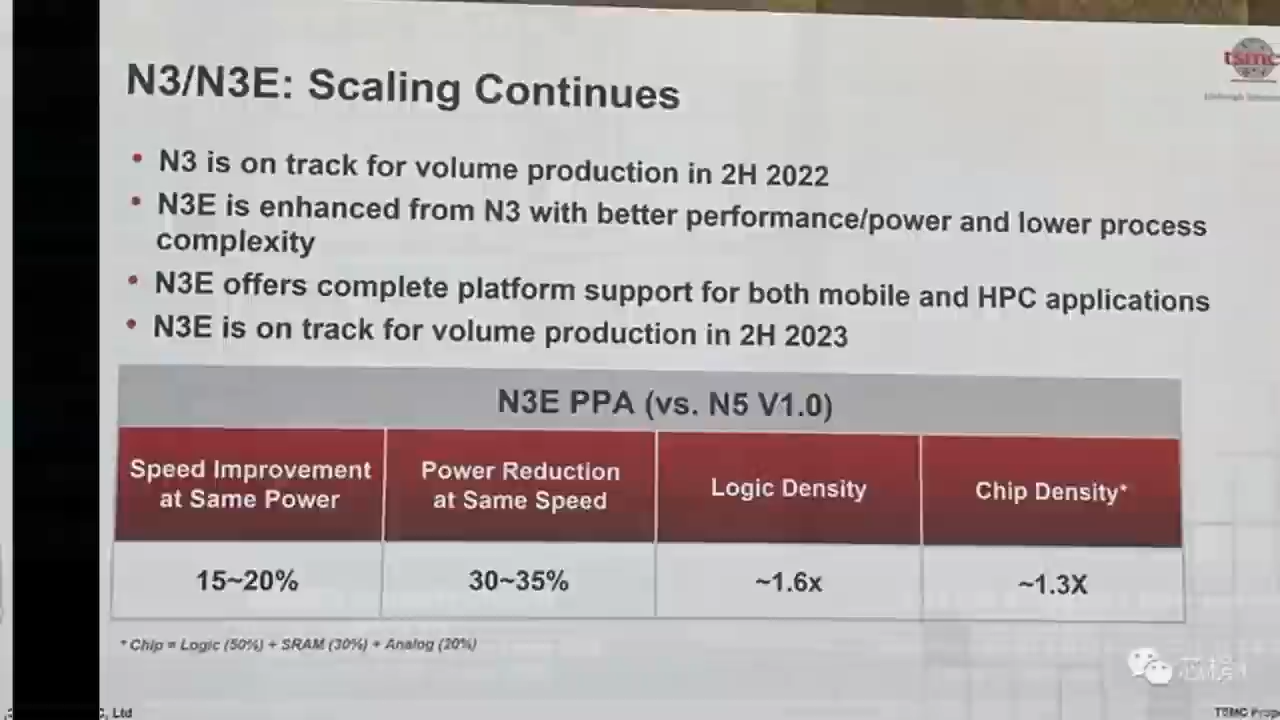 tsmc
N3/N3E: Scaling Continues
• N3 is on track for volume production in 2H 2022
• N3E is enhanced from N3 with better performance/power and lower process
complexity
• N3E offers complete platform support for both mobile and HPC applications
• N3E is on track for volume production in 2H 2023
N3E PPA (vs. N5 V1.0)
Speed Improvement
at Same Power
Power Reduction
at Same Speed
Logic Density
Chip Density*
15~20%
30~35%
~1.6x
~1.3X
* Chip = Logic (50%) + SRAM (30%) + Analog (20%)
, Ltd
TSMC